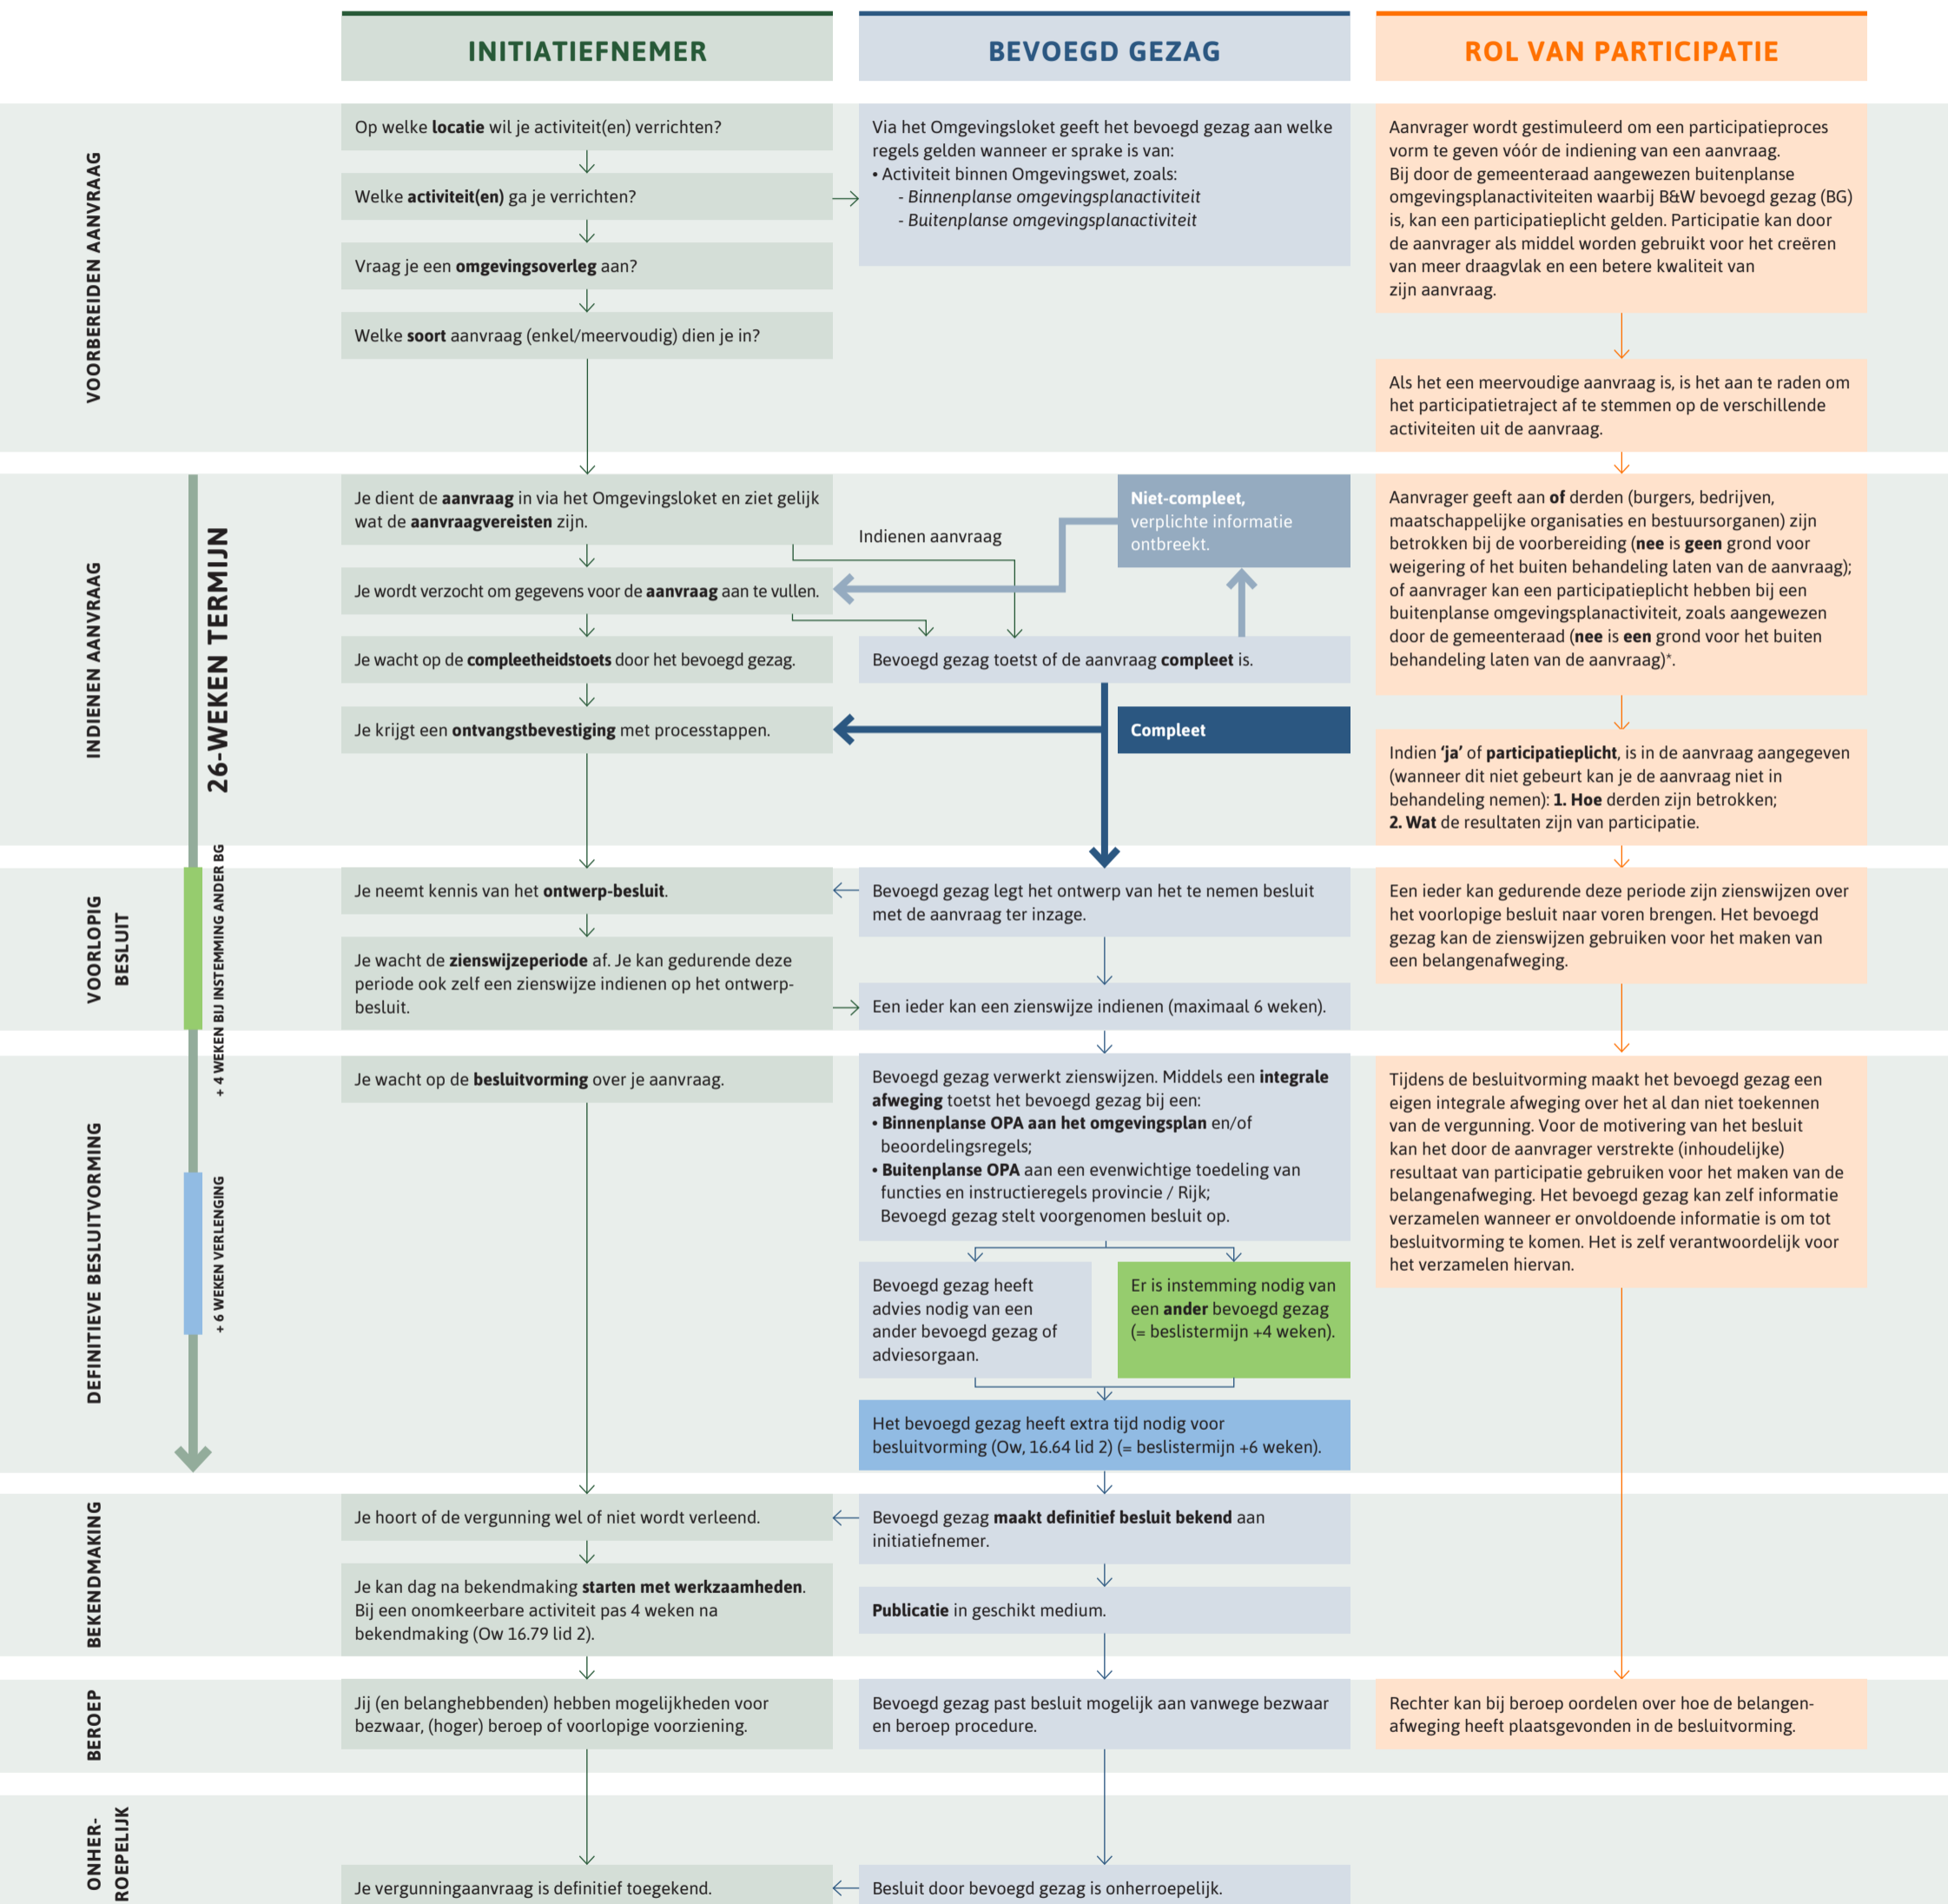 INITIATIEFNEMER
BEVOEGD GEZAG
ROL VAN PARTICIPATIE
VOORBEREIDEN AANVRAAG
Op welke locatie wil je activiteit(en) verrichten?
Welke activiteit(en) ga je verrichten?
Vraag je een omgevingsoverleg aan?
Welke soort aanvraag (enkel/meervoudig) dien je in?
Via het Omgevingsloket geeft het bevoegd gezag aan welke
regels gelden wanneer er sprake is van:
• Activiteit binnen Omgevingswet, zoals:
- Binnenplanse omgevingsplanactiviteit
- Buitenplanse omgevingsplanactiviteit
Aanvrager wordt gestimuleerd om een participatieproces
vorm te geven vóór de indiening van een aanvraag.
Bij door de gemeenteraad aangewezen buitenplanse
omgevingsplanactiviteiten waarbij B&W bevoegd gezag (BG)
is, kan een participatieplicht gelden. Participatie kan door
de aanvrager als middel worden gebruikt voor het creëren
van meer draagvlak en een betere kwaliteit van
zijn aanvraag.
Als het een meervoudige aanvraag is, is het aan te raden om
het participatietraject af te stemmen op de verschillende
activiteiten uit de aanvraag.
INDIENEN AANVRAAG
26-WEKEN TERMIJN
Je dient de aanvraag in via het Omgevingsloket en ziet gelijk
wat de aanvraagvereisten zijn.
Je wordt verzocht om gegevens voor de aanvraag aan te vullen.
Je wacht op de compleetheidstoets door het bevoegd gezag.
Je krijgt een ontvangstbevestiging met processtappen.
Indienen aanvraag
Niet-compleet,
verplichte informatie
ontbreekt.
Bevoegd gezag toetst of de aanvraag compleet is.
Compleet
Aanvrager geeft aan of derden (burgers, bedrijven,
maatschappelijke organisaties en bestuursorganen) zijn
betrokken bij de voorbereiding (nee is geen grond voor
weigering of het buiten behandeling laten van de aanvraag);
of aanvrager kan een participatieplicht hebben bij een
buitenplanse omgevingsplanactiviteit, zoals aangewezen
door de gemeenteraad (nee is een grond voor het buiten
behandeling laten van de aanvraag)*.
Indien ‘ja’ of participatieplicht, is in de aanvraag aangegeven
(wanneer dit niet gebeurt kan je de aanvraag niet in
behandeling nemen): 1. Hoe derden zijn betrokken;
2. Wat de resultaten zijn van participatie.
VOORLOPIG
BESLUIT
+ 4 WEKEN BIJ INSTEMMING ANDER BG
Je neemt kennis van het ontwerp-besluit.
Je wacht de zienswijzeperiode af. Je kan gedurende deze
periode ook zelf een zienswijze indienen op het ontwerp-
besluit.
Bevoegd gezag legt het ontwerp van het te nemen besluit
met de aanvraag ter inzage.
Een ieder kan een zienswijze indienen (maximaal 6 weken).
Een ieder kan gedurende deze periode zijn zienswijzen over
het voorlopige besluit naar voren brengen. Het bevoegd
gezag kan de zienswijzen gebruiken voor het maken van
een belangenafweging.
DEFINITIEVE BESLUITVORMING
+ 6 WEKEN VERLENGING
Je wacht op de besluitvorming over je aanvraag.
Bevoegd gezag verwerkt zienswijzen. Middels een integrale
afweging toetst het bevoegd gezag bij een:
• Binnenplanse OPA aan het omgevingsplan en/of
beoordelingsregels;
• Buitenplanse OPA aan een evenwichtige toedeling van
functies en instructieregels provincie / Rijk;
Bevoegd gezag stelt voorgenomen besluit op.
Bevoegd gezag heeft
advies nodig van een
ander bevoegd gezag of
adviesorgaan.
Er is instemming nodig van
een ander bevoegd gezag
(= beslistermijn +4 weken).
Het bevoegd gezag heeft extra tijd nodig voor
besluitvorming (Ow, 16.64 lid 2) (= beslistermijn +6 weken).
Tijdens de besluitvorming maakt het bevoegd gezag een
eigen integrale afweging over het al dan niet toekennen
van de vergunning. Voor de motivering van het besluit
kan het door de aanvrager verstrekte (inhoudelijke)
resultaat van participatie gebruiken voor het maken van de
belangenafweging. Het bevoegd gezag kan zelf informatie
verzamelen wanneer er onvoldoende informatie is om tot
besluitvorming te komen. Het is zelf verantwoordelijk voor
het verzamelen hiervan.
BEKENDMAKING
Je hoort of de vergunning wel of niet wordt verleend.
Je kan dag na bekendmaking starten met werkzaamheden.
Bij een onomkeerbare activiteit pas 4 weken na
bekendmaking (Ow 16.79 lid 2).
Bevoegd gezag maakt definitief besluit bekend aan
initiatiefnemer.
Publicatie in geschikt medium.
BEROEP
Jij (en belanghebbenden) hebben mogelijkheden voor
bezwaar, (hoger) beroep of voorlopige voorziening.
Bevoegd gezag past besluit mogelijk aan vanwege bezwaar
en beroep procedure.
Rechter kan bij beroep oordelen over hoe de belangen-
afweging heeft plaatsgevonden in de besluitvorming.
ONHER-
ROEPELIJK
Je vergunningaanvraag is definitief toegekend.
Besluit door bevoegd gezag is onherroepelijk.